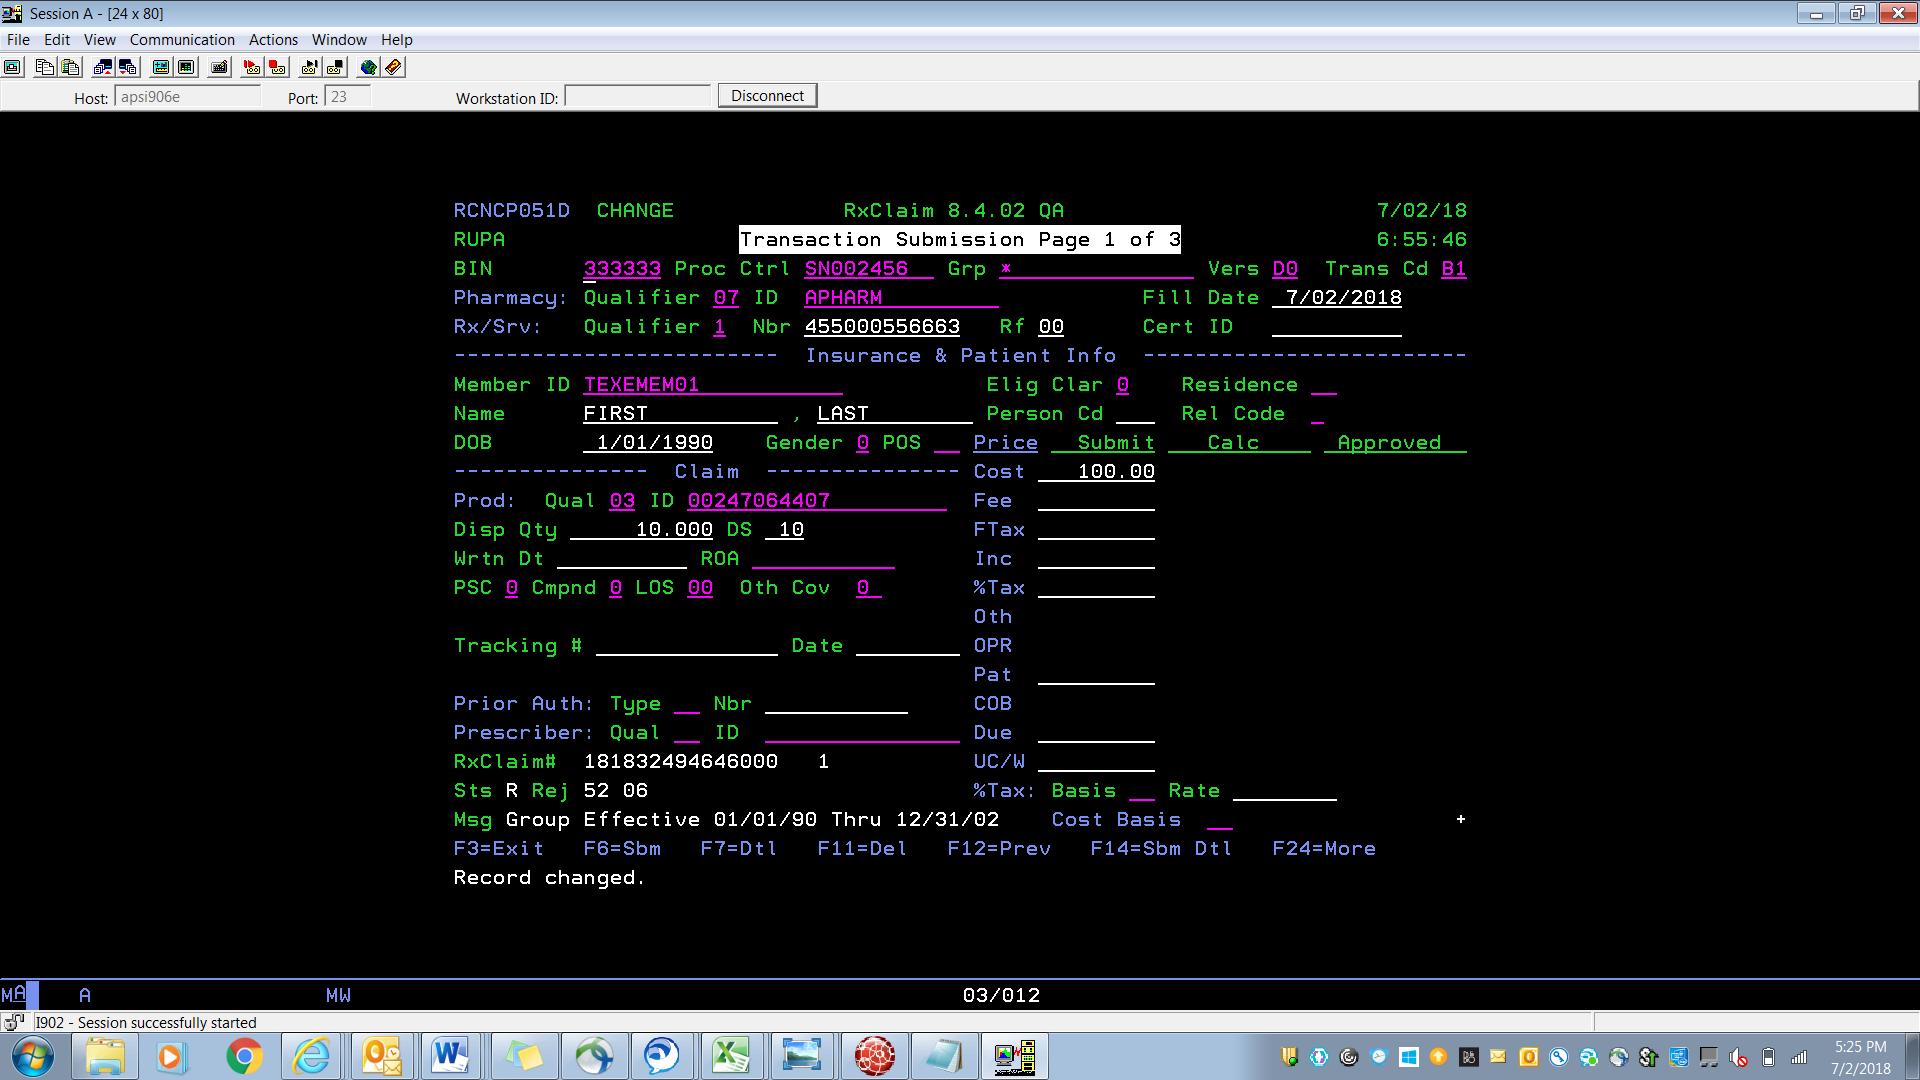 Session A - [24 x 80]
File Edit View Communication Actions Window Help
Host: apsi906e Port: 23 Workstation ID: Disconnect
RCNCP051D CHANGE RxClaim 8.4.02 QA 7/02/18
RUPA Transaction Submission Page 1 of 3 6:55:46
BIN 333333 Proc Ctrl SN002456 Grp * Vers D0 Trans Cd B1
Pharmacy: Qualifier 07 ID APHARM Fill Date 7/02/2018
Rx/Srv: Qualifier 1 Nbr 455000556663 Rf 00 Cert ID
------------------------- Insurance & Patient Info -------------------------
Member ID TEXEMEM01 Elig Clar 0 Residence
Name FIRST , LAST Person Cd Rel Code
DOB 1/01/1990 Gender 0 POS Price Submit Calc Approved
--------------- Claim --------------- Cost 100.00
Prod: Qual 03 ID 00247064407 Fee
Disp Qty 10.000 DS 10 FTax
Wrtn Dt ROA Inc
PSC 0 Cmpnd 0 LOS 00 Oth Cov 0 %Tax
Oth
Tracking # Date OPR
Pat
Prior Auth: Type Nbr COB
Prescriber: Qual ID Due
RxClaim# 181832494646000 1 UC/W
Sts R Rej 52 06 %Tax: Basis Rate
Msg Group Effective 01/01/90 Thru 12/31/02 Cost Basis +
F3=Exit F6=Sbm F7=Dtl F11=Del F12=Prev F14=Sbm Dtl F24=More
Record changed.
MA A MW 03/012
I902 - Session successfully started
5:25 PM
7/2/2018